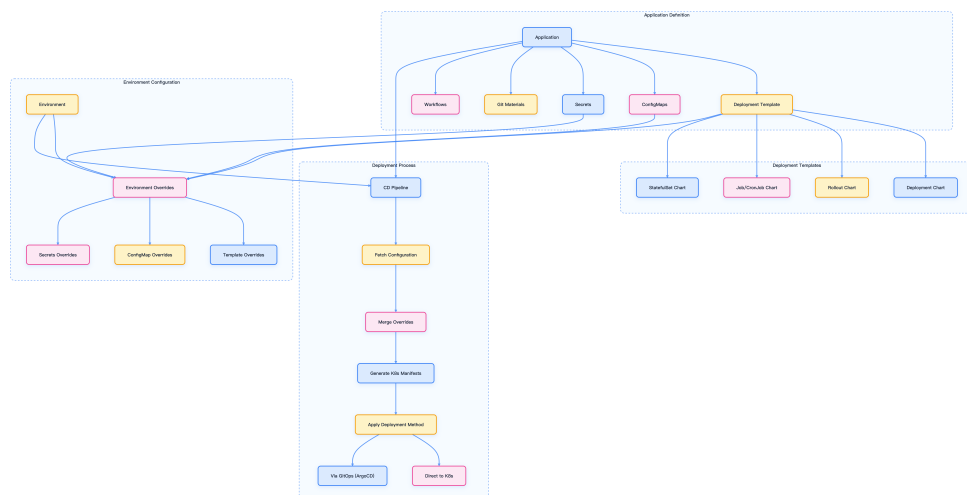 Application Definition
Application
Environment Configuration
Environment
Workflows
Git Materials
Secrets
ConfigMaps
Deployment Template
Deployment Process
Deployment Templates
Environment Overrides
CD Pipeline
StatefulSet Chart
Job/CronJob Chart
Rollout Chart
Deployment Chart
Secrets Overrides
ConfigMap Overrides
Template Overrides
Fetch Configuration
Merge Overrides
Generate K8s Manifests
Apply Deployment Method
Via GitOps (ArgoCD)
Direct to K8s